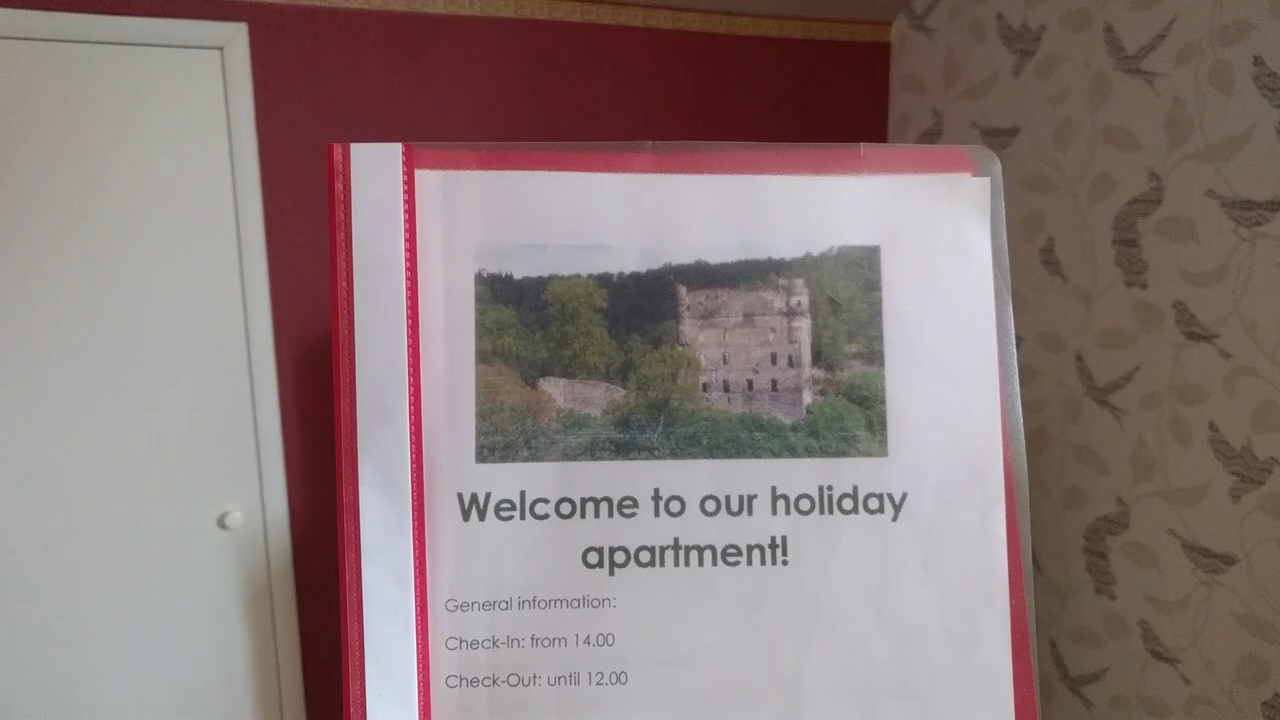 Welcome to our holiday
apartment!
General information:
Check-In: from 14.00
Check-Out: until 12.00